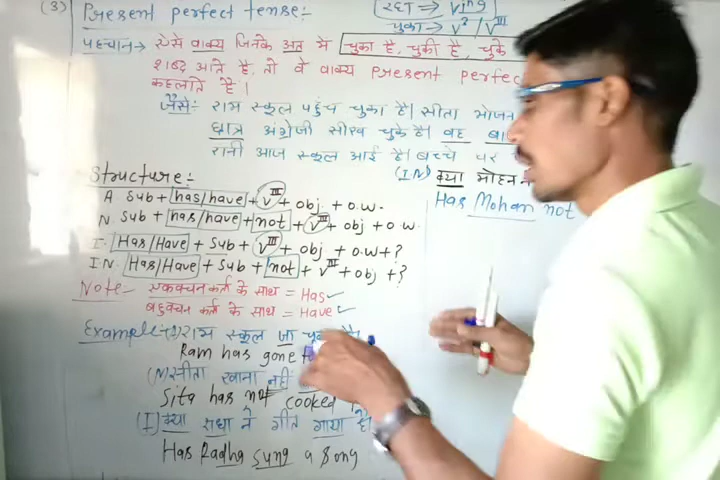 (3) Present perfect tense:-
रहा → Ving
चुका → V² / VIII
पहचान → ऐसे वाक्य जिनके अंत में चुका है, चुकी है, चुके
शब्द आते है, तो वे वाक्य Present perfec
कहलाते है।
जैसे:- राम स्कूल पहुंच चुका है। सीता भोजन
छात्र अंग्रेजी सीख चुके है। वह
रानी आज स्कूल आई है। बच्चे घर
Structure:-
A Sub + has/have + VIII + obj + o.w.
N. Sub + has/have + not + VIII + obj + o.w.
I. Has/Have + Sub + VIII + obj + o.w + ?
IN. Has/Have + Sub + not + VIII + obj + ?
Note- एकवचन कर्ता के साथ = Has
बहुवचन कर्ता के साथ = Have
Example:- राम स्कूल जा
Ram has gone
(N) सीता खाना नही
Sita has not cooked
(I) क्या राधा ने गीत गाया है
Has Radha sung a song
(IN) क्या मोहन
Has Mohan not